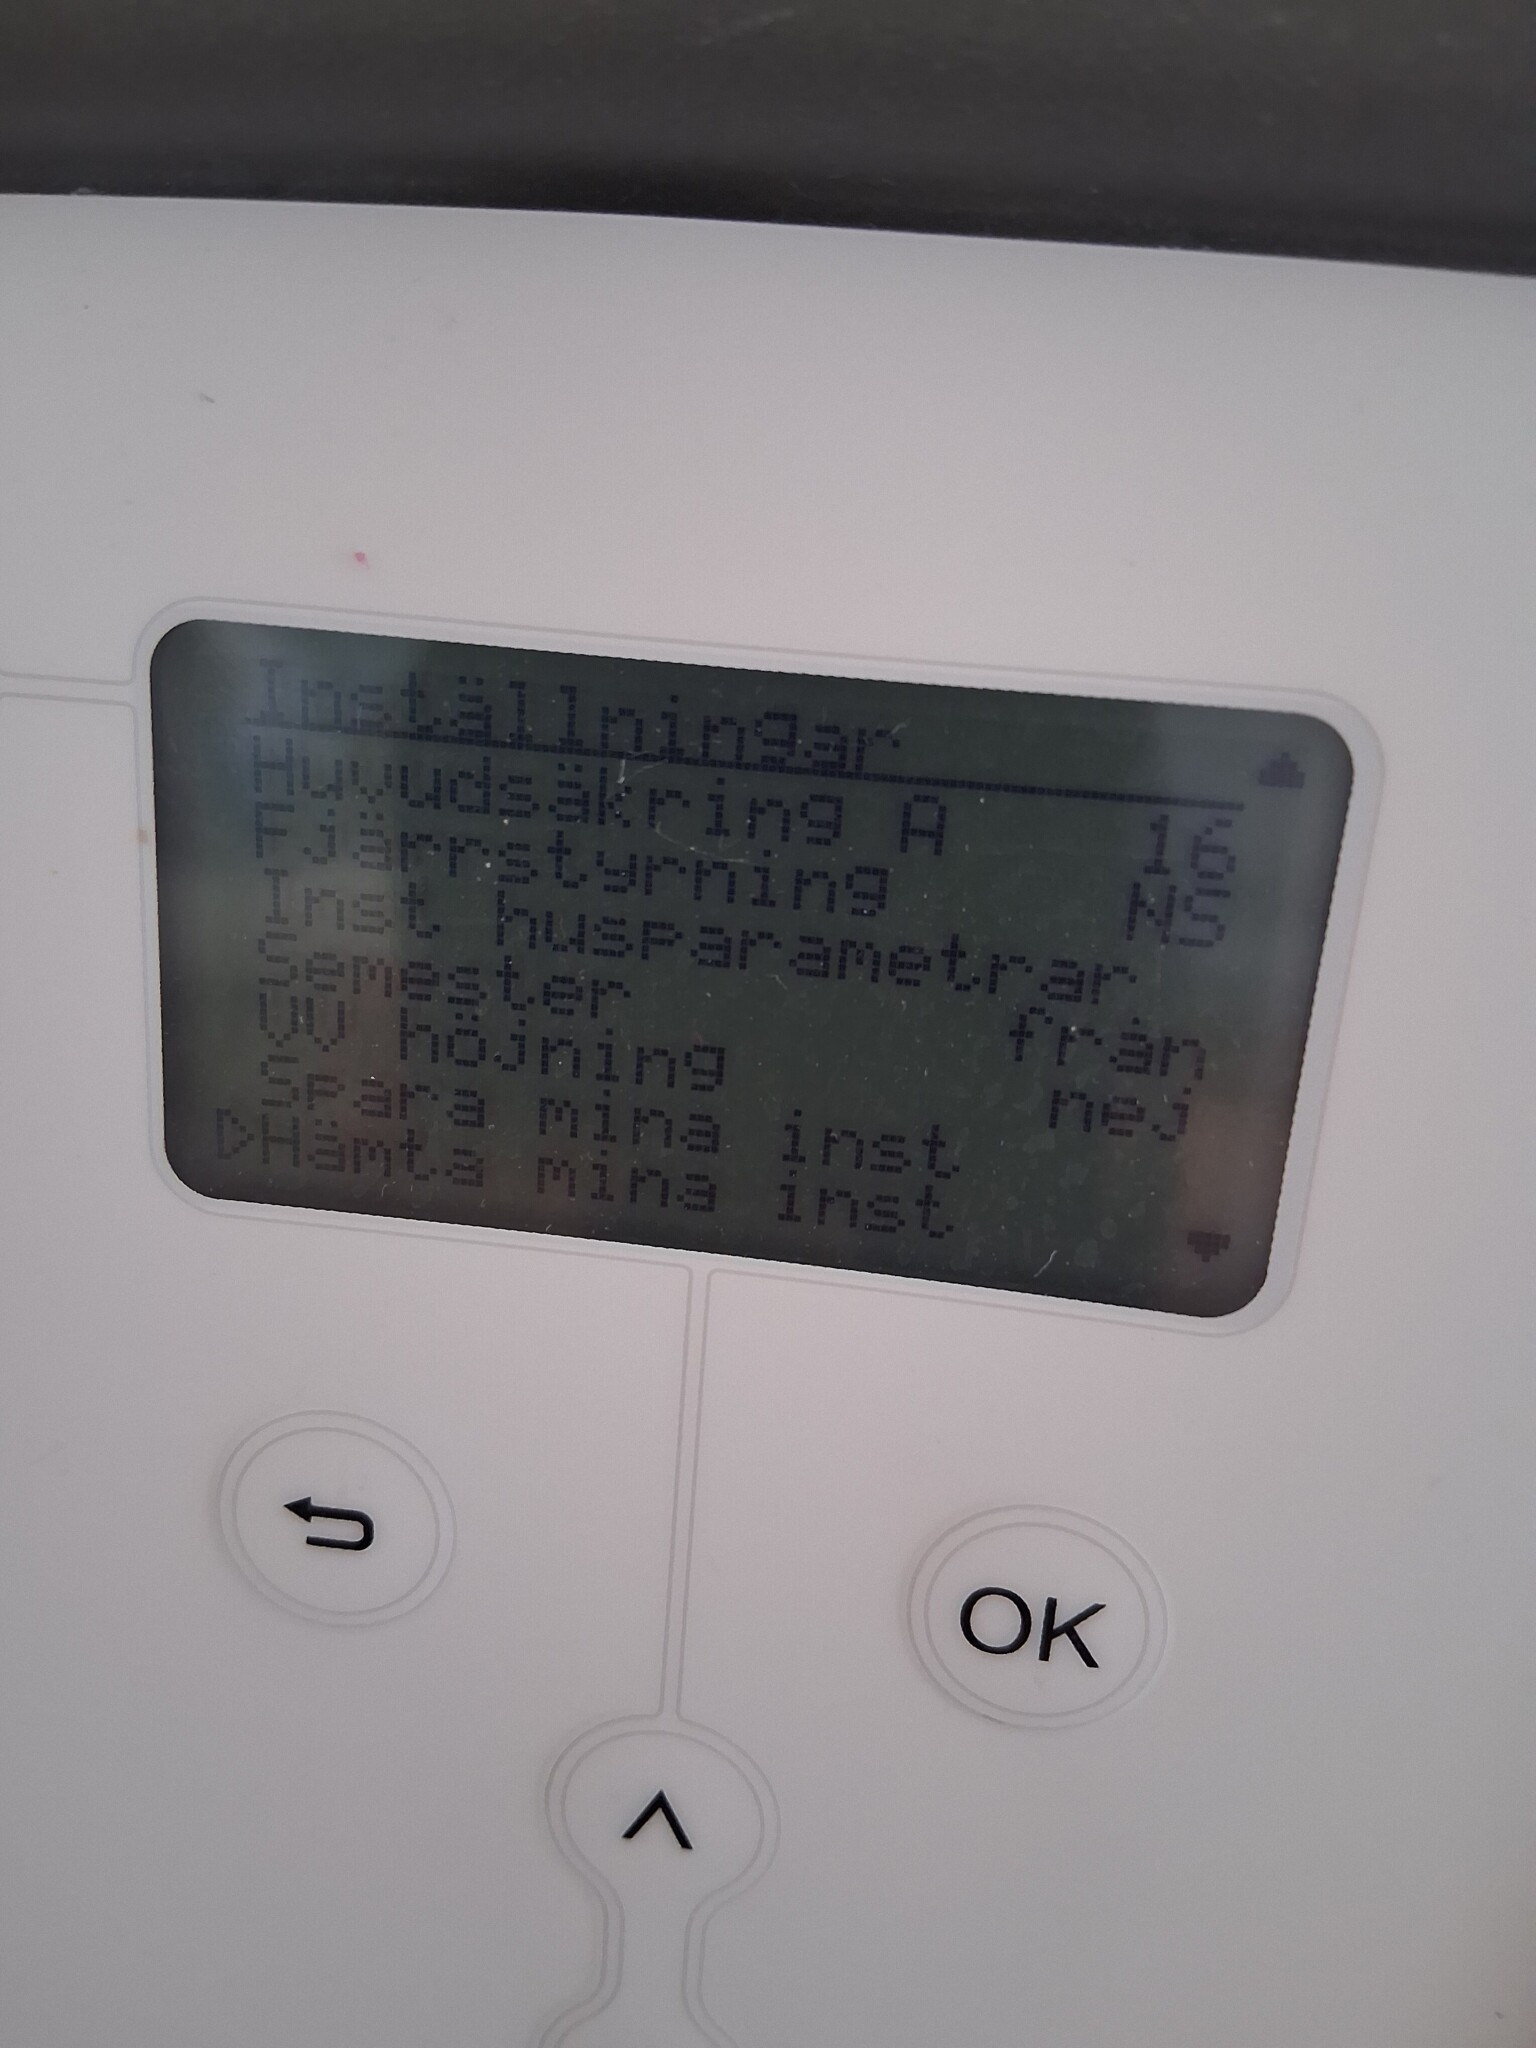 Inställningar
Huvudsäkring A 16
Fjärrstyrning NS
Inst husparametrar
Semester från
VV höjning nej
Spara mina inst
Hämta mina inst
OK